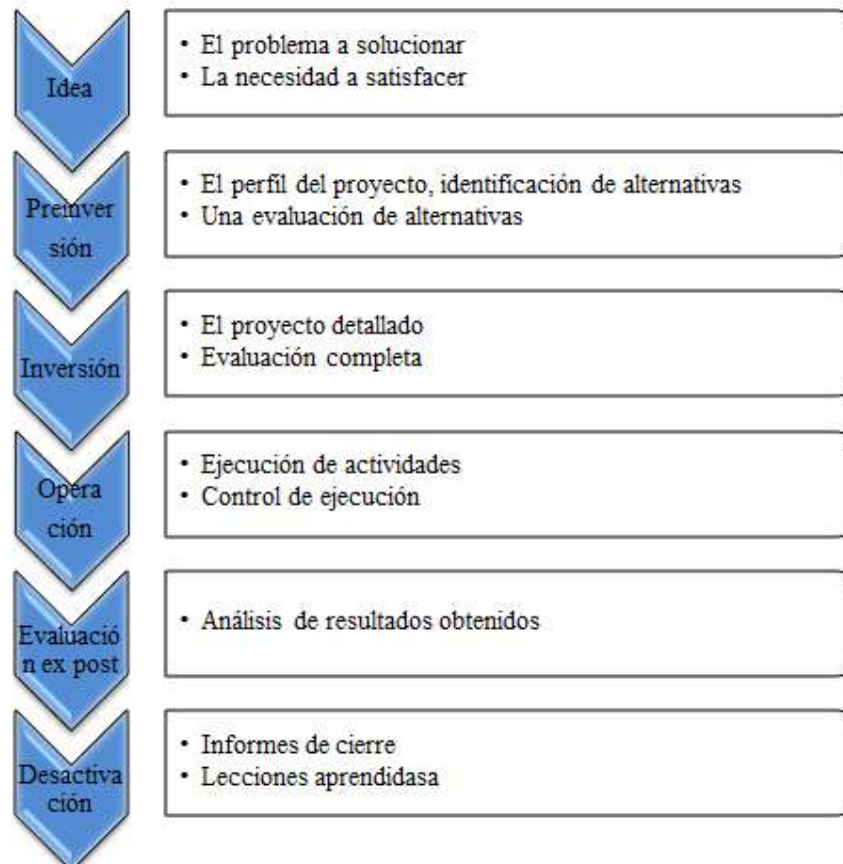 Idea
• El problema a solucionar
• La necesidad a satisfacer
Preinver
sión
• El perfil del proyecto, identificación de alternativas
• Una evaluación de alternativas
Inversión
• El proyecto detallado
• Evaluación completa
Opera
ción
• Ejecución de actividades
• Control de ejecución
Evaluació
n ex post
• Análisis de resultados obtenidos
Desactiva
ción
• Informes de cierre
• Lecciones aprendidasa